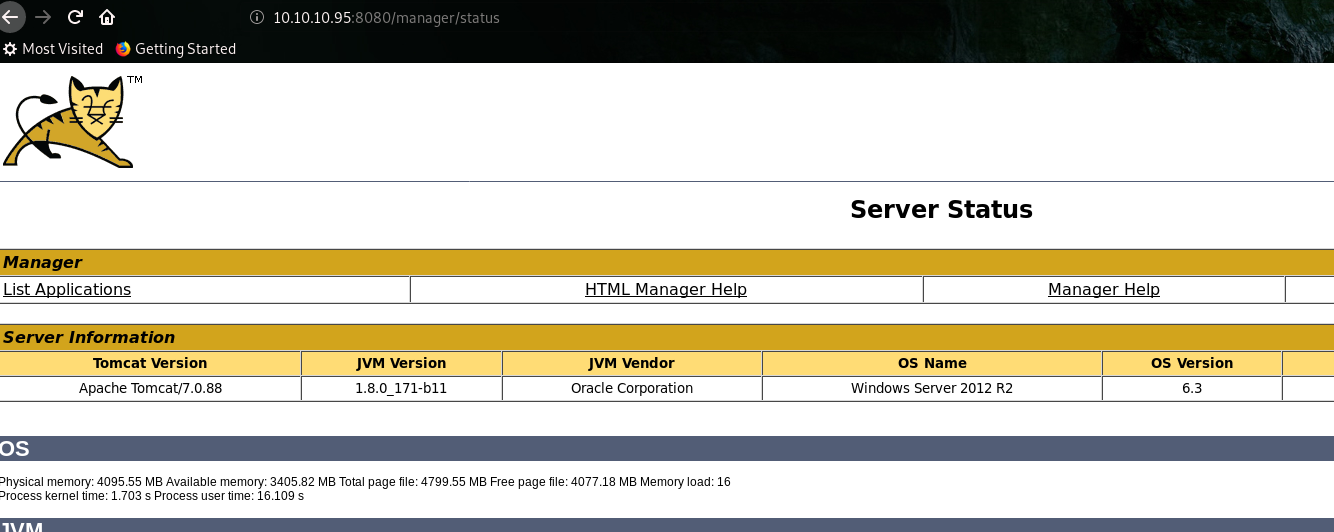 10.10.10.95:8080/manager/status
Most Visited Getting Started
TM
Server Status
Manager
List Applications HTML Manager Help Manager Help
Server Information
Tomcat Version JVM Version JVM Vendor OS Name OS Version
Apache Tomcat/7.0.88 1.8.0_171-b11 Oracle Corporation Windows Server 2012 R2 6.3
OS
Physical memory: 4095.55 MB Available memory: 3405.82 MB Total page file: 4799.55 MB Free page file: 4077.18 MB Memory load: 16
Process kernel time: 1.703 s Process user time: 16.109 s
JVM